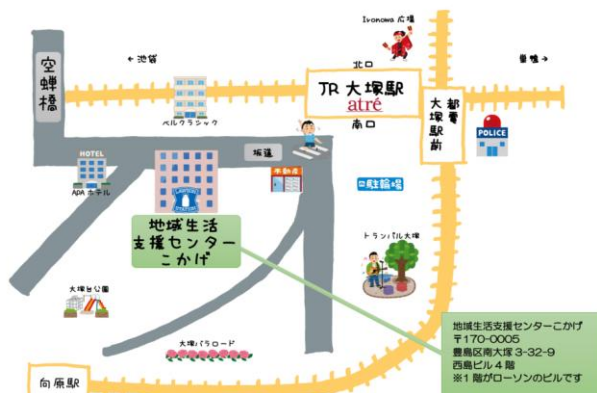 Ironowa 広場
空蝉橋
← 池袋
北口
巣鴨 →
JR 大塚駅
atré
南口
都電
大塚駅前
POLICE
ベルクラシック
坂道
HOTEL
APA ホテル
LAWSON
STATION
不動産
駐輪場
地域生活
支援センター
こかげ
トランパル大塚
大塚台公園
大塚バラロード
向原駅
地域生活支援センターこかげ
〒170-0005
豊島区南大塚 3-32-9
西島ビル 4 階
※1 階がローソンのビルです